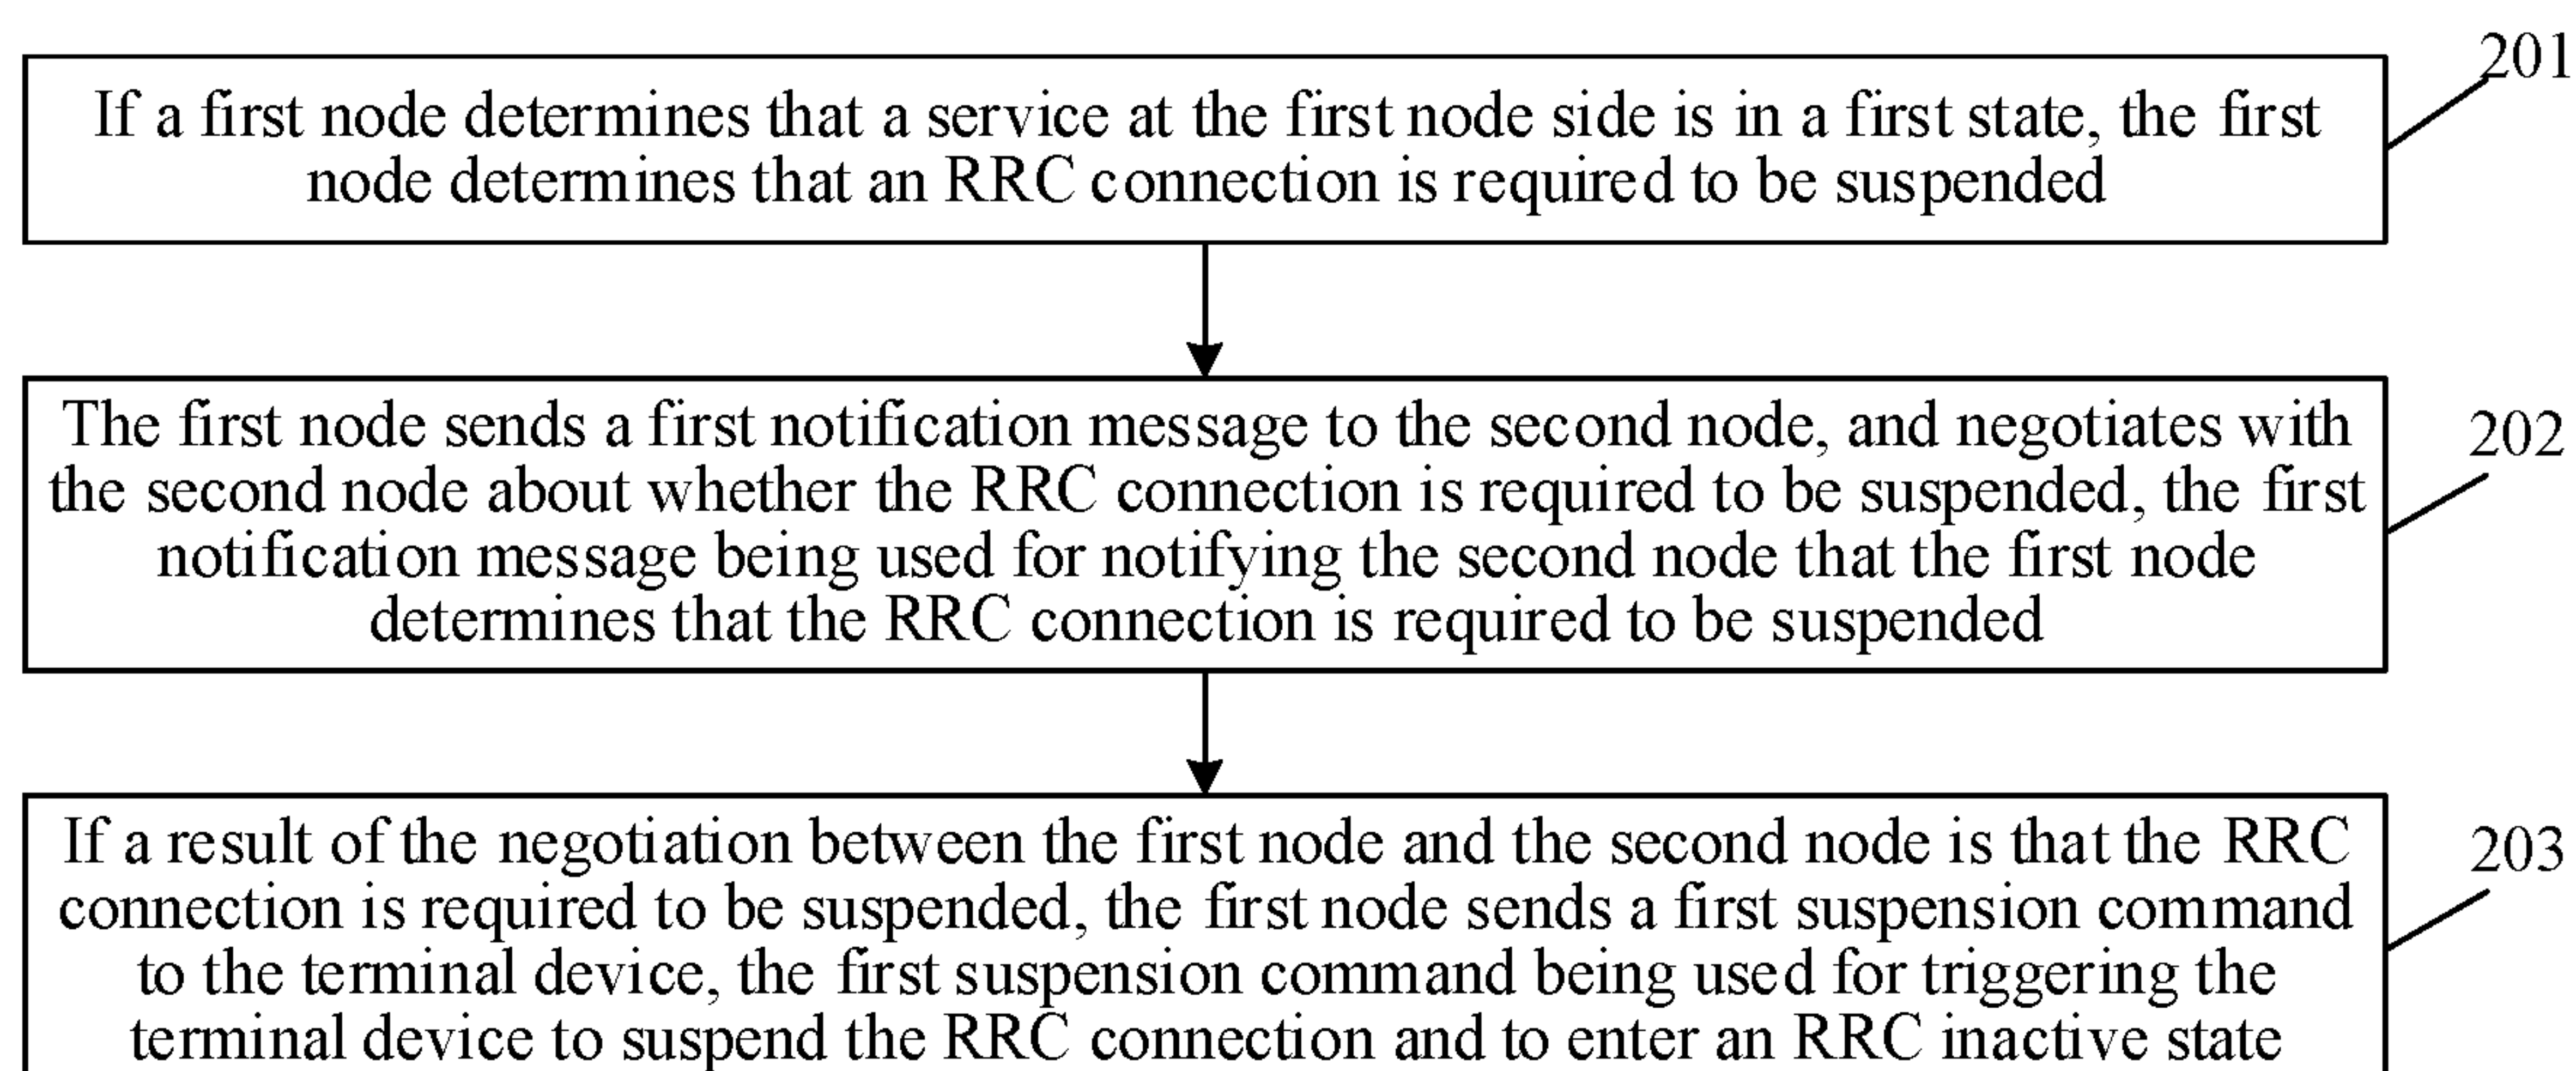 201
If a first node determines that a service at the first node side is in a first state, the first
node determines that an RRC connection is required to be suspended
The first node sends a first notification message to the second node, and negotiates with
the second node about whether the RRC connection is required to be suspended, the first
notification message being used for notifying the second node that the first node
determines that the RRC connection is required to be suspended
202
If a result of the negotiation between the first node and the second node is that the RRC
connection is required to be suspended, the first node sends a first suspension command
to the terminal device, the first suspension command being used for triggering the
terminal device to suspend the RRC connection and to enter an RRC inactive state
203